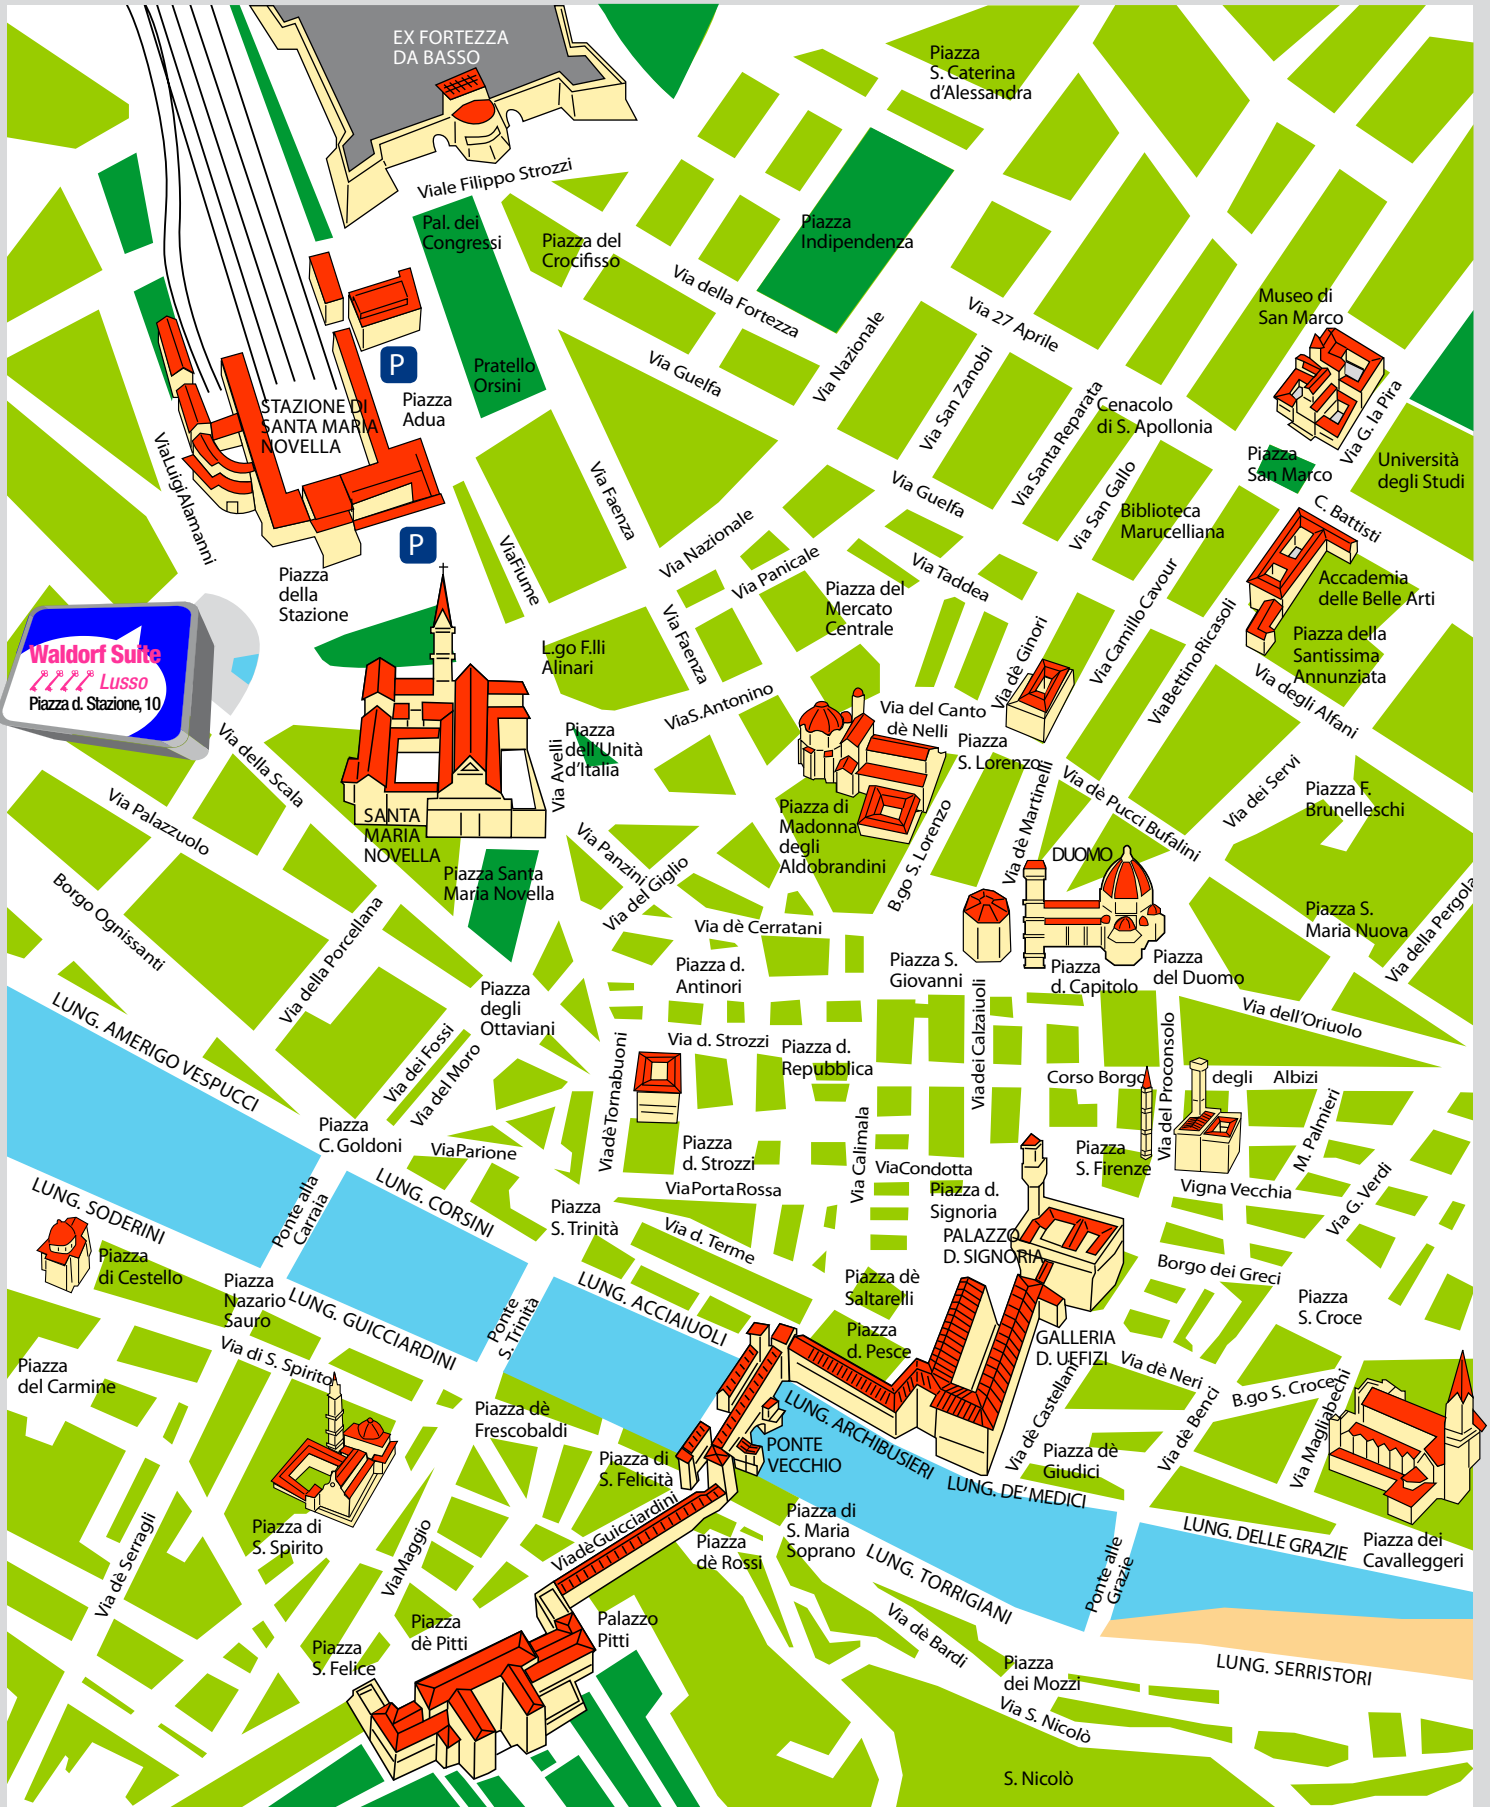 EX FORTEZZA
DA BASSO
Piazza
S. Caterina
d'Alessandra
Viale Filippo Strozzi
Pal. dei
Congressi
Piazza del
Crocifisso
Piazza
Indipendenza
Via della Fortezza
Via 27 Aprile
Museo di
San Marco
Via Nazionale
Via Guelfa
Pratello
Orsini
P
Piazza
Adua
STAZIONE DI
SANTA MARIA
NOVELLA
Via San Zanobi
Via Santa Reparata
Cenacolo
di S. Apollonia
Via G. la Pira
Piazza
San Marco
Università
degli Studi
Via Luigi Alamanni
Via Faenza
Via Guelfa
Via San Gallo
Biblioteca
Marucelliana
C. Battisti
P
Via Fiume
Via Nazionale
Via Panicale
Via Taddea
Piazza
della
Stazione
Piazza del
Mercato
Centrale
Via Camillo Cavour
Accademia
delle Belle Arti
Waldorf Suite
Lusso
Piazza d. Stazione, 10
L.go F.lli
Alinari
Via Faenza
Via dè Ginori
Via Bettino Ricasoli
Piazza della
Santissima
Annunziata
Via degli Alfani
Via S. Antonino
Via del Canto
dè Nelli
Piazza
S. Lorenzo
Piazza
dell'Unità
d'Italia
Via Avelli
Via della Scala
Via Palazzuolo
SANTA
MARIA
NOVELLA
Piazza di
Madonna
degli
Aldobrandini
B.go S. Lorenzo
Via dè Martinelli
Via dè Pucci Bufalini
Via dei Servi
Piazza F.
Brunelleschi
DUOMO
Via Panzini
Via del Giglio
Piazza Santa
Maria Novella
Borgo Ognissanti
Via della Porcellana
Via dè Cerratani
Piazza S.
Maria Nuova
Via della Pergola
Piazza d.
Antinori
Piazza S.
Giovanni
Piazza
d. Capitolo
Piazza
del Duomo
Piazza
degli
Ottaviani
Via dell'Oriuolo
LUNG. AMERIGO VESPUCCI
Via dei Fossi
Via del Moro
Via dè Tornabuoni
Via d. Strozzi
Piazza d.
Repubblica
Via dei Calzaiuoli
Corso Borgo
degli
Albizi
Via del Proconsolo
M. Palmieri
Piazza
C. Goldoni
Via Parione
Piazza
d. Strozzi
Via Calimala
Via Condotta
Piazza
S. Firenze
Vigna Vecchia
Via G. Verdi
LUNG. SODERINI
Ponte alla
Carraia
LUNG. CORSINI
Piazza
S. Trinità
Via Porta Rossa
Via d. Terme
Piazza d.
Signoria
PALAZZO
D. SIGNORIA
Borgo dei Greci
Piazza
di Cestello
Piazza
Nazario
Sauro
LUNG. GUICCIARDINI
Ponte
S. Trinità
LUNG. ACCIAIUOLI
Piazza dè
Saltarelli
Piazza
d. Pesce
Piazza
S. Croce
GALLERIA
D. UFFIZI
Via di S. Spirito
Piazza
del Carmine
Via dè Neri
B.go S. Croce
Via dè Castellani
Via dè Benci
Via Magliabechi
Piazza dè
Frescobaldi
LUNG. ARCHIBUSIERI
PONTE
VECCHIO
Piazza di
S. Felicità
Piazza dè
Giudici
LUNG. DE' MEDICI
Via dè Serragli
Piazza di
S. Spirito
Via Maggio
Via dè Guicciardini
Piazza
dè Rossi
Piazza di
S. Maria
Soprano
LUNG. TORRIGIANI
Ponte alle
Grazie
LUNG. DELLE GRAZIE
Piazza dei
Cavalleggeri
Piazza
dè Pitti
Palazzo
Pitti
Piazza
S. Felice
Via dè Bardi
Piazza
dei Mozzi
LUNG. SERRISTORI
Via S. Nicolò
S. Nicolò